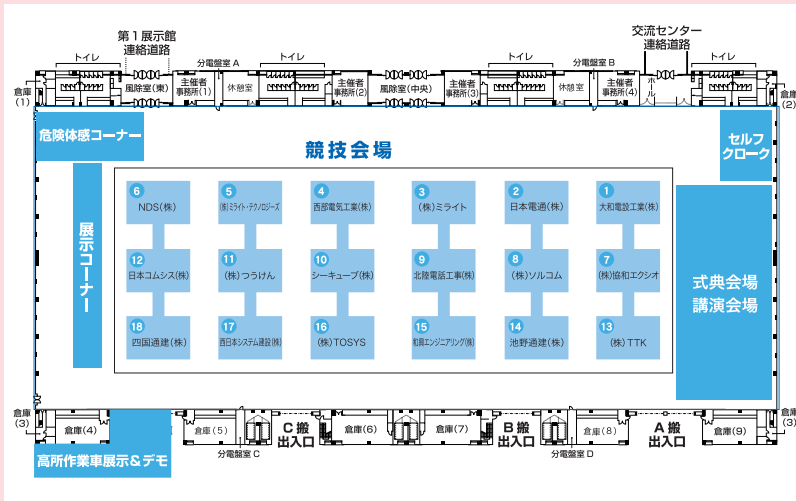 第1展示館
連絡道路
交流センター
連絡道路
トイレ
分電盤室A
トイレ
トイレ
分電盤室B
トイレ
倉庫
(1)
風除室(東)
主催者
事務所(1)
休憩室
主催者
事務所(2)
風除室(中央)
主催者
事務所(3)
休憩室
主催者
事務所(4)
ホール
倉庫
(2)
危険体感コーナー
競技会場
セルフ
クローク
展示コーナー
6
NDS(株)
5
(株)ミライト・テクノロジーズ
4
西部電気工業(株)
3
(株)ミライト
2
日本電通(株)
1
大和電設工業(株)
12
日本コムシス(株)
11
(株)つうけん
10
シーキューブ(株)
9
北陸電話工事(株)
8
(株)ソルコム
7
(株)協和エクシオ
18
四国通建(株)
17
西日本システム建設(株)
16
(株)TOSYS
15
和興エンジニアリング(株)
14
池野通建(株)
13
(株)TTK
式典会場
講演会場
倉庫
(3)
倉庫(4)
倉庫(5)
C搬
出入口
倉庫(6)
倉庫(7)
B搬
出入口
倉庫(8)
A搬
出入口
倉庫(9)
倉庫
(3)
分電盤室C
分電盤室D
高所作業車展示&デモ